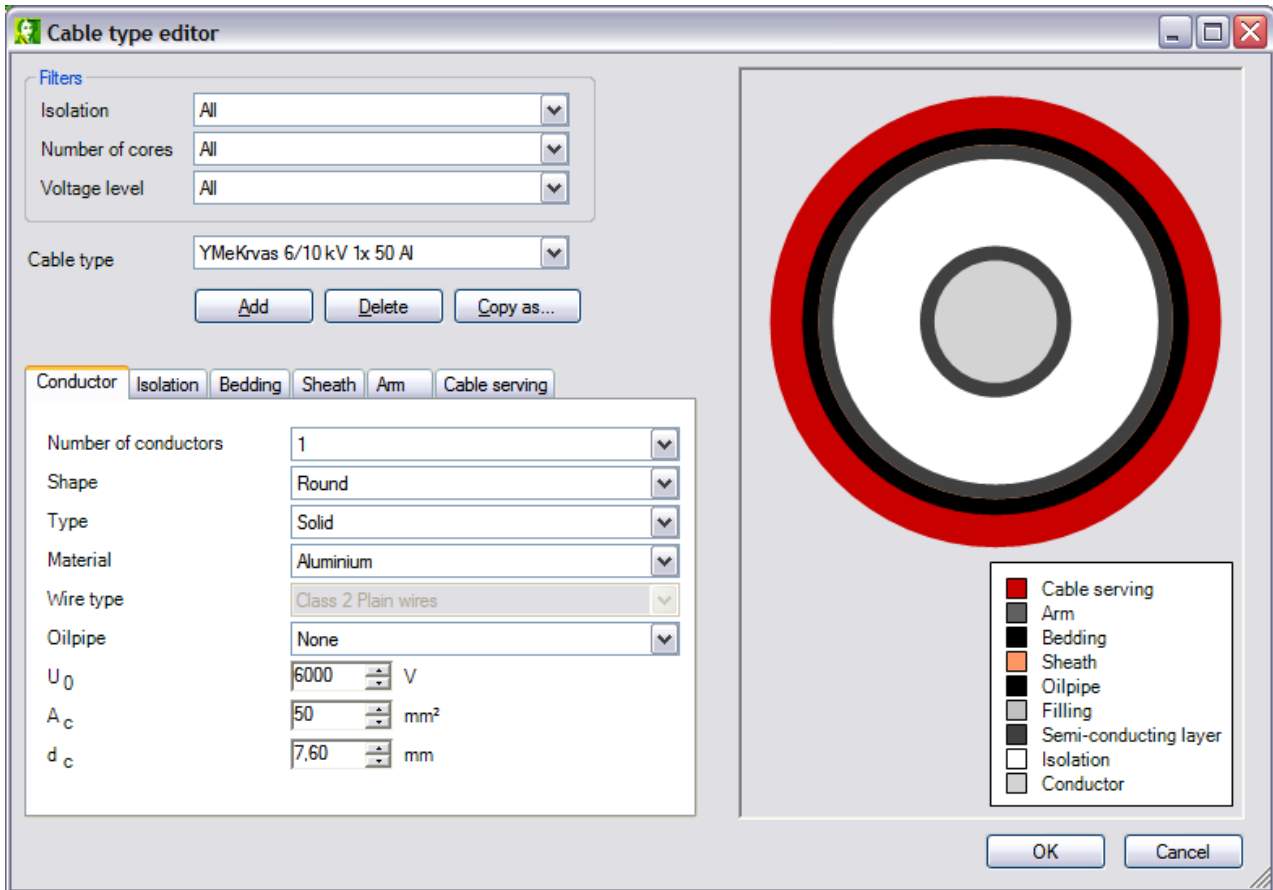 Cable type editor
Filters
Isolation All
Number of cores All
Voltage level All
Cable type YMeKrvas 6/10 kV 1x 50 Al
Add Delete Copy as...
Conductor Isolation Bedding Sheath Arm Cable serving
Number of conductors 1
Shape Round
Type Solid
Material Aluminium
Wire type Class 2 Plain wires
Oilpipe None
U0 6000 V
Ac 50 mm²
dc 7,60 mm
Cable serving
Arm
Bedding
Sheath
Oilpipe
Filling
Semi-conducting layer
Isolation
Conductor
OK Cancel